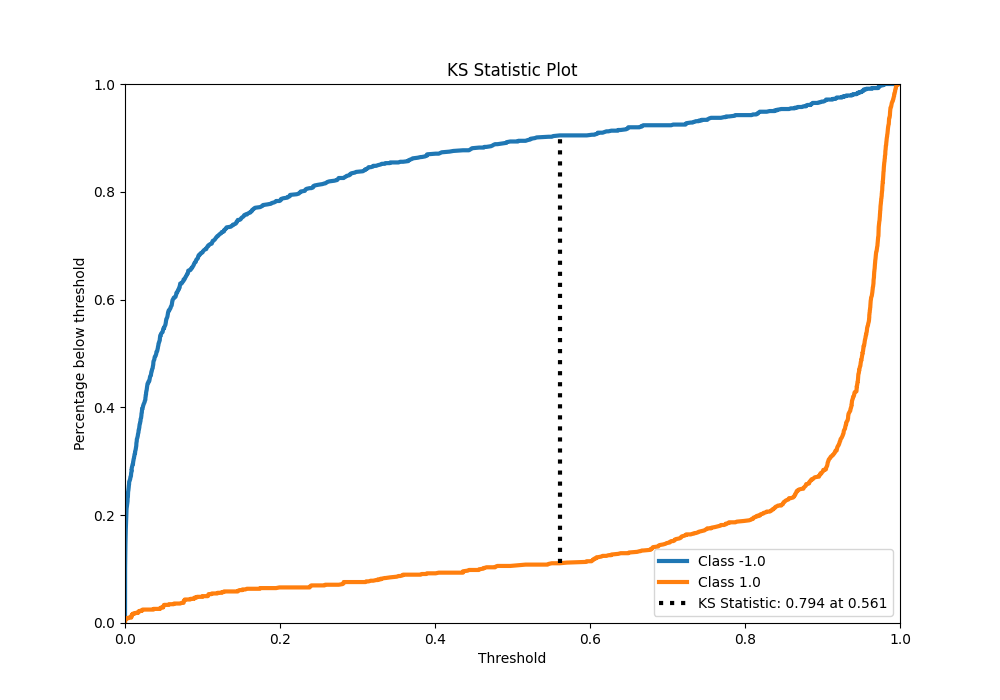 KS Statistic Plot
1.0
0.8
0.6
0.4
0.2
0.0
Percentage below threshold
0.0 0.2 0.4 0.6 0.8 1.0
Threshold
Class -1.0
Class 1.0
KS Statistic: 0.794 at 0.561